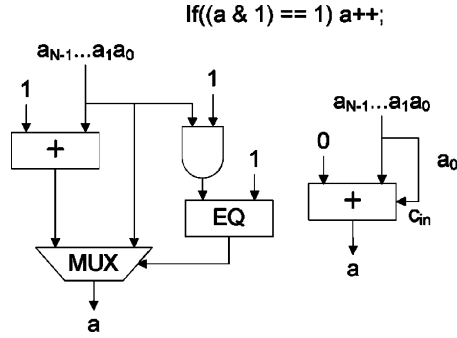 If((a & 1) == 1) a++;
aN-1...a1a0
1
1
+
1
EQ
MUX
a
aN-1...a1a0
0
a0
+
cin
a